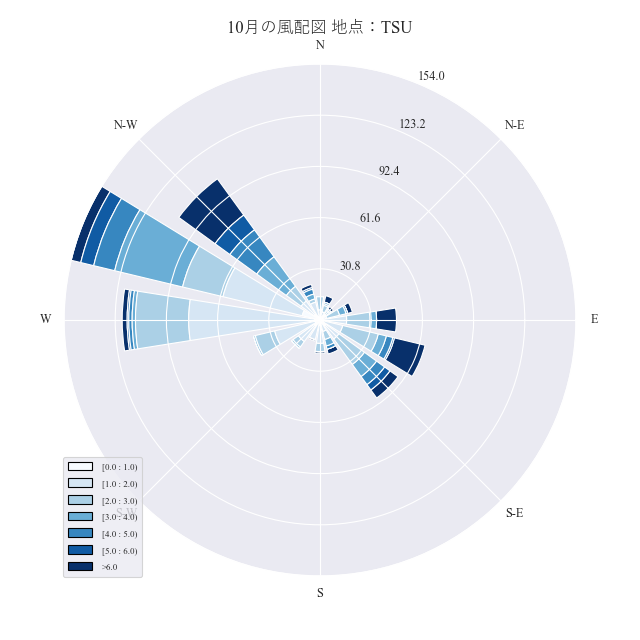 10月の風配図 地点：TSU
N
154.0
N-W
N-E
123.2
92.4
61.6
30.8
W
E
[0.0 : 1.0)
[1.0 : 2.0)
[2.0 : 3.0)
[3.0 : 4.0)
[4.0 : 5.0)
[5.0 : 6.0)
>6.0
S-W
S-E
S